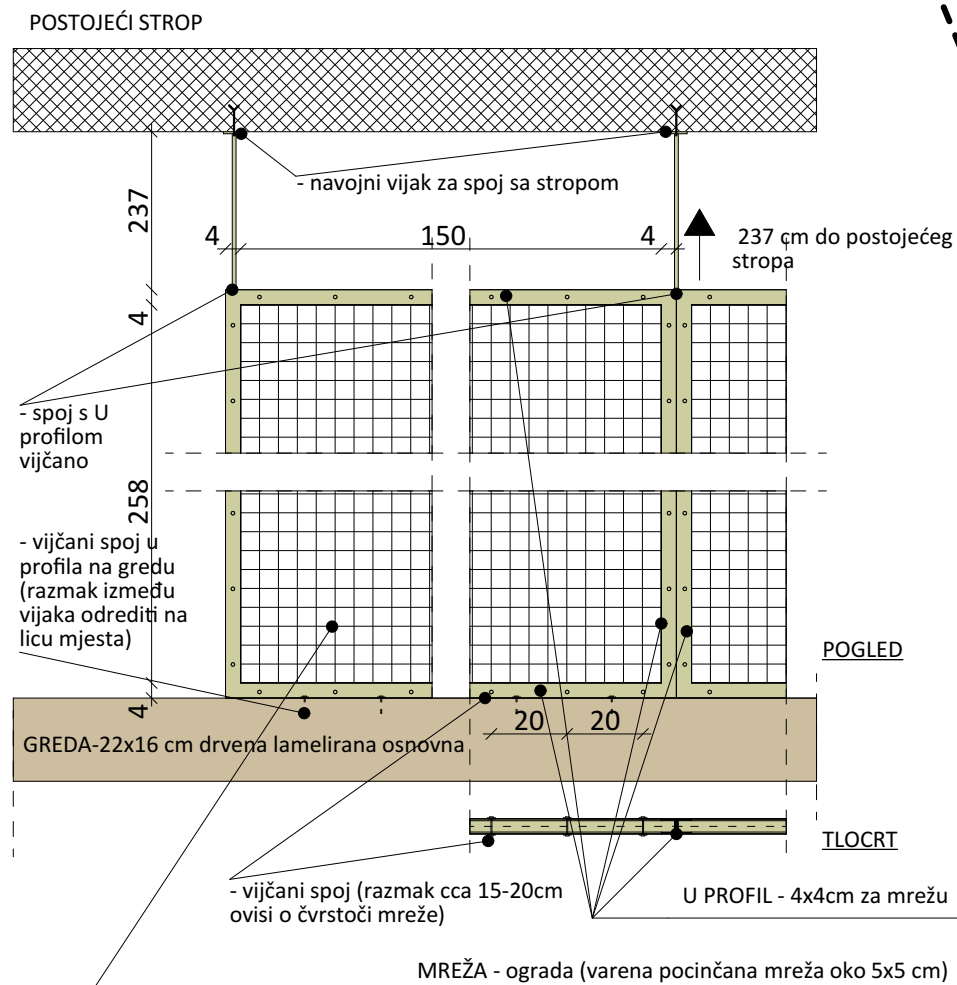 POSTOJEĆI STROP
- navojni vijak za spoj sa stropom
237
4
150
4
237 cm do postojećeg
stropa
4
- spoj s U
profilom
vijčano
258
- vijčani spoj u
profila na gredu
(razmak između
vijaka odrediti na
licu mjesta)
POGLED
4
20
20
GREDA-22x16 cm drvena lamelirana osnovna
TLOCRT
- vijčani spoj (razmak cca 15-20cm
ovisi o čvrstoći mreže)
U PROFIL - 4x4cm za mrežu
MREŽA - ograda (varena pocinčana mreža oko 5x5 cm)